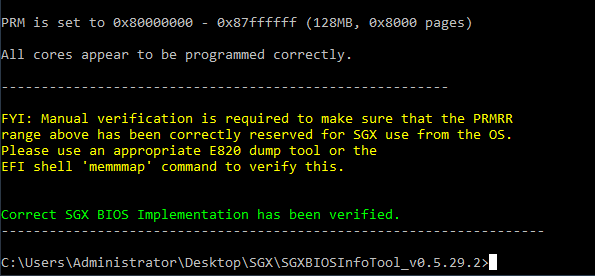 PRM is set to 0x80000000 - 0x87ffffff (128MB, 0x8000 pages)
All cores appear to be programmed correctly.
--------------------------------------------------------
FYI: Manual verification is required to make sure that the PRMRR
range above has been correctly reserved for SGX use from the OS.
Please use an appropriate E820 dump tool or the
EFI shell 'memmmap' command to verify this.
Correct SGX BIOS Implementation has been verified.
--------------------------------------------------------------------
C:\Users\Administrator\Desktop\SGX\SGXBIOSInfoTool_v0.5.29.2>